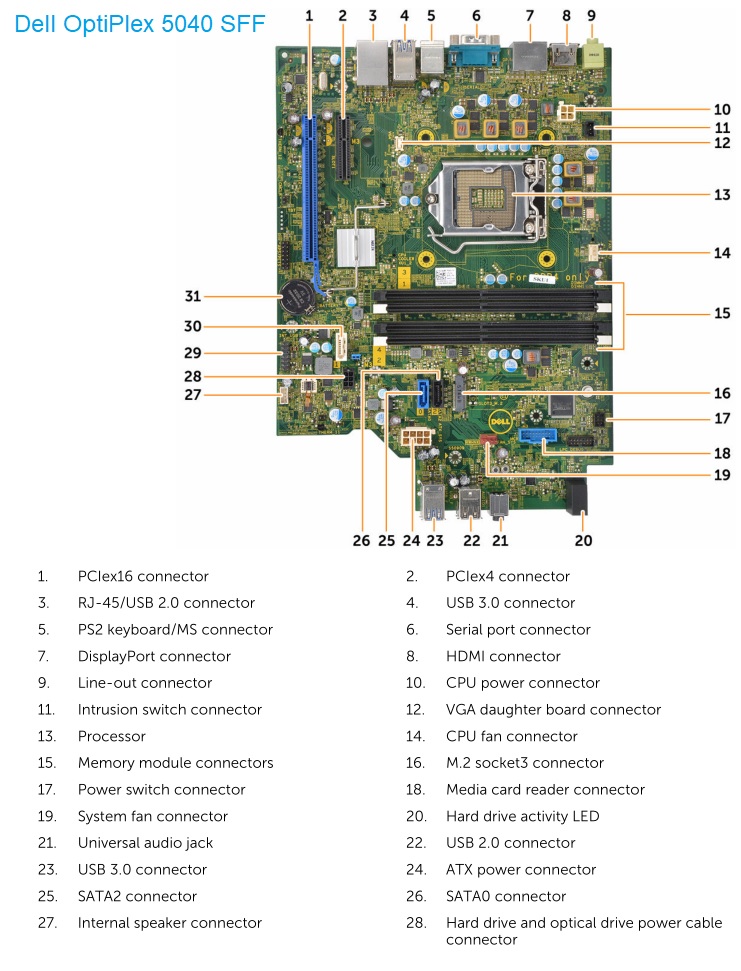 Dell OptiPlex 5040 SFF
1 2 3 4 5 6 7 8 9
10
11
12
13
14
31
15
30
29
28
16
27
17
18
19
26 25 24 23 22 21 20
DELL
1. PCIex16 connector
2. PCIex4 connector
3. RJ-45/USB 2.0 connector
4. USB 3.0 connector
5. PS2 keyboard/MS connector
6. Serial port connector
7. DisplayPort connector
8. HDMI connector
9. Line-out connector
10. CPU power connector
11. Intrusion switch connector
12. VGA daughter board connector
13. Processor
14. CPU fan connector
15. Memory module connectors
16. M.2 socket3 connector
17. Power switch connector
18. Media card reader connector
19. System fan connector
20. Hard drive activity LED
21. Universal audio jack
22. USB 2.0 connector
23. USB 3.0 connector
24. ATX power connector
25. SATA2 connector
26. SATA0 connector
27. Internal speaker connector
28. Hard drive and optical drive power cable
connector